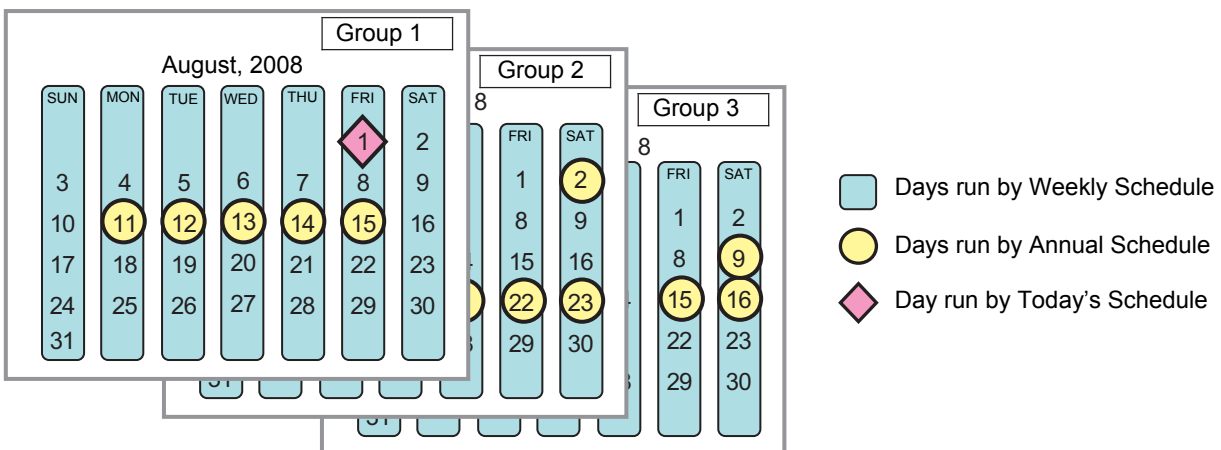 Group 1
August, 2008
SUN MON TUE WED THU FRI SAT
1 2
3 4 5 6 7 8 9
10 11 12 13 14 15 16
17 18 19 20 21 22 23
24 25 26 27 28 29 30
31
Group 2
8
FRI SAT
1 2
8 9
15 16
22 23
29 30
31
Group 3
8
FRI SAT
1 2
8 9
15 16
22 23
29 30
31
Days run by Weekly Schedule
Days run by Annual Schedule
Day run by Today's Schedule